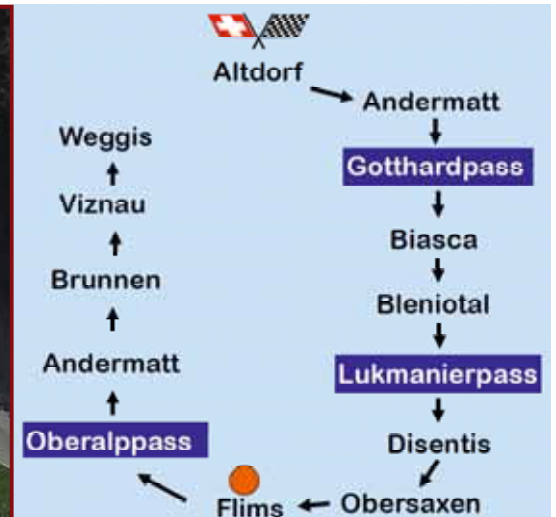 Altdorf
Andermatt
Gotthardpass
Biasca
Bleniotal
Lukmanierpass
Disentis
Obersaxen
Flims
Oberalppass
Andermatt
Brunnen
Viznau
Weggis